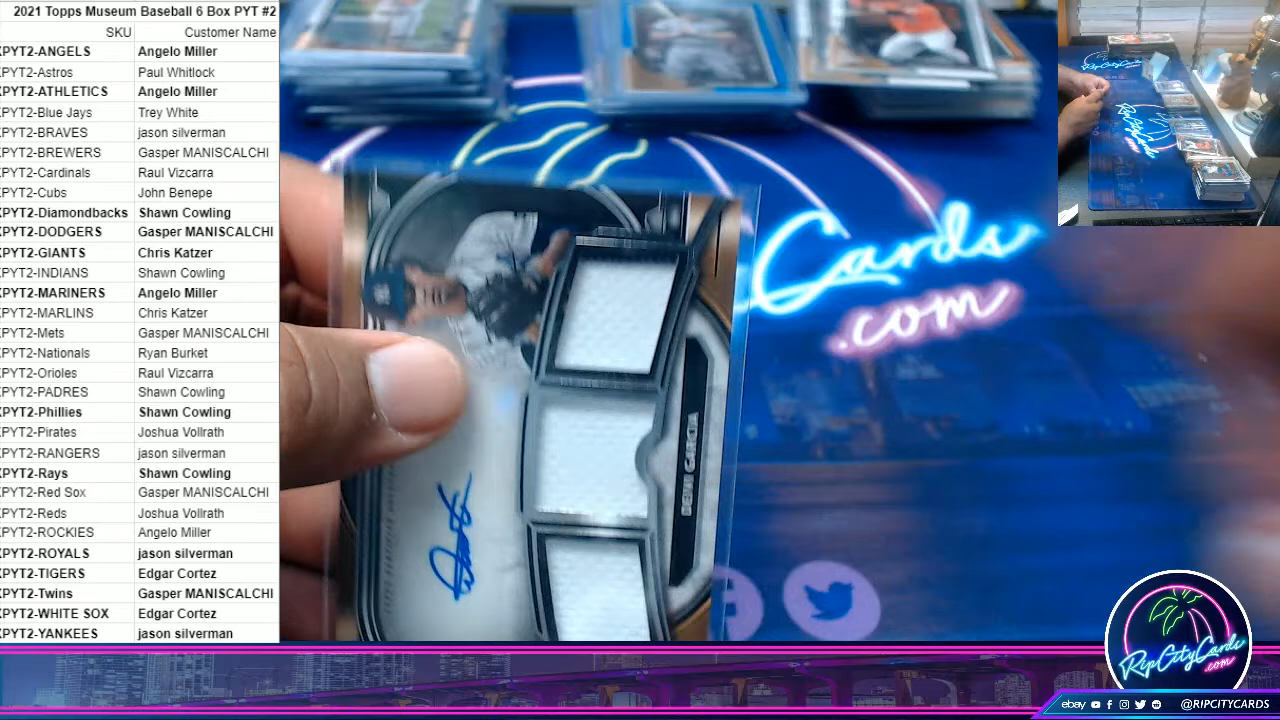 2021 Topps Museum Baseball 6 Box PYT #2
SKU Customer Name
PYT2-ANGELS Angelo Miller
PYT2-Astros Paul Whitlock
PYT2-ATHLETICS Angelo Miller
PYT2-Blue Jays Trey White
PYT2-BRAVES jason silverman
PYT2-BREWERS Gasper MANISCALCHI
PYT2-Cardinals Raul Vizcarra
PYT2-Cubs John Benepe
PYT2-Diamondbacks Shawn Cowling
PYT2-DODGERS Gasper MANISCALCHI
PYT2-GIANTS Chris Katzer
PYT2-INDIANS Shawn Cowling
PYT2-MARINERS Angelo Miller
PYT2-MARLINS Chris Katzer
PYT2-Mets Gasper MANISCALCHI
PYT2-Nationals Ryan Burket
PYT2-Orioles Raul Vizcarra
PYT2-PADRES Shawn Cowling
PYT2-Phillies Shawn Cowling
PYT2-Pirates Joshua Vollrath
PYT2-RANGERS jason silverman
PYT2-Rays Shawn Cowling
PYT2-Red Sox Gasper MANISCALCHI
PYT2-Reds Joshua Vollrath
PYT2-ROCKIES Angelo Miller
PYT2-ROYALS jason silverman
PYT2-TIGERS Edgar Cortez
PYT2-Twins Gasper MANISCALCHI
PYT2-WHITE SOX Edgar Cortez
PYT2-YANKEES jason silverman
Cards
.com
DEIVI GARCIA
RipCityCards
.com
ebay @RIPCITYCARDS